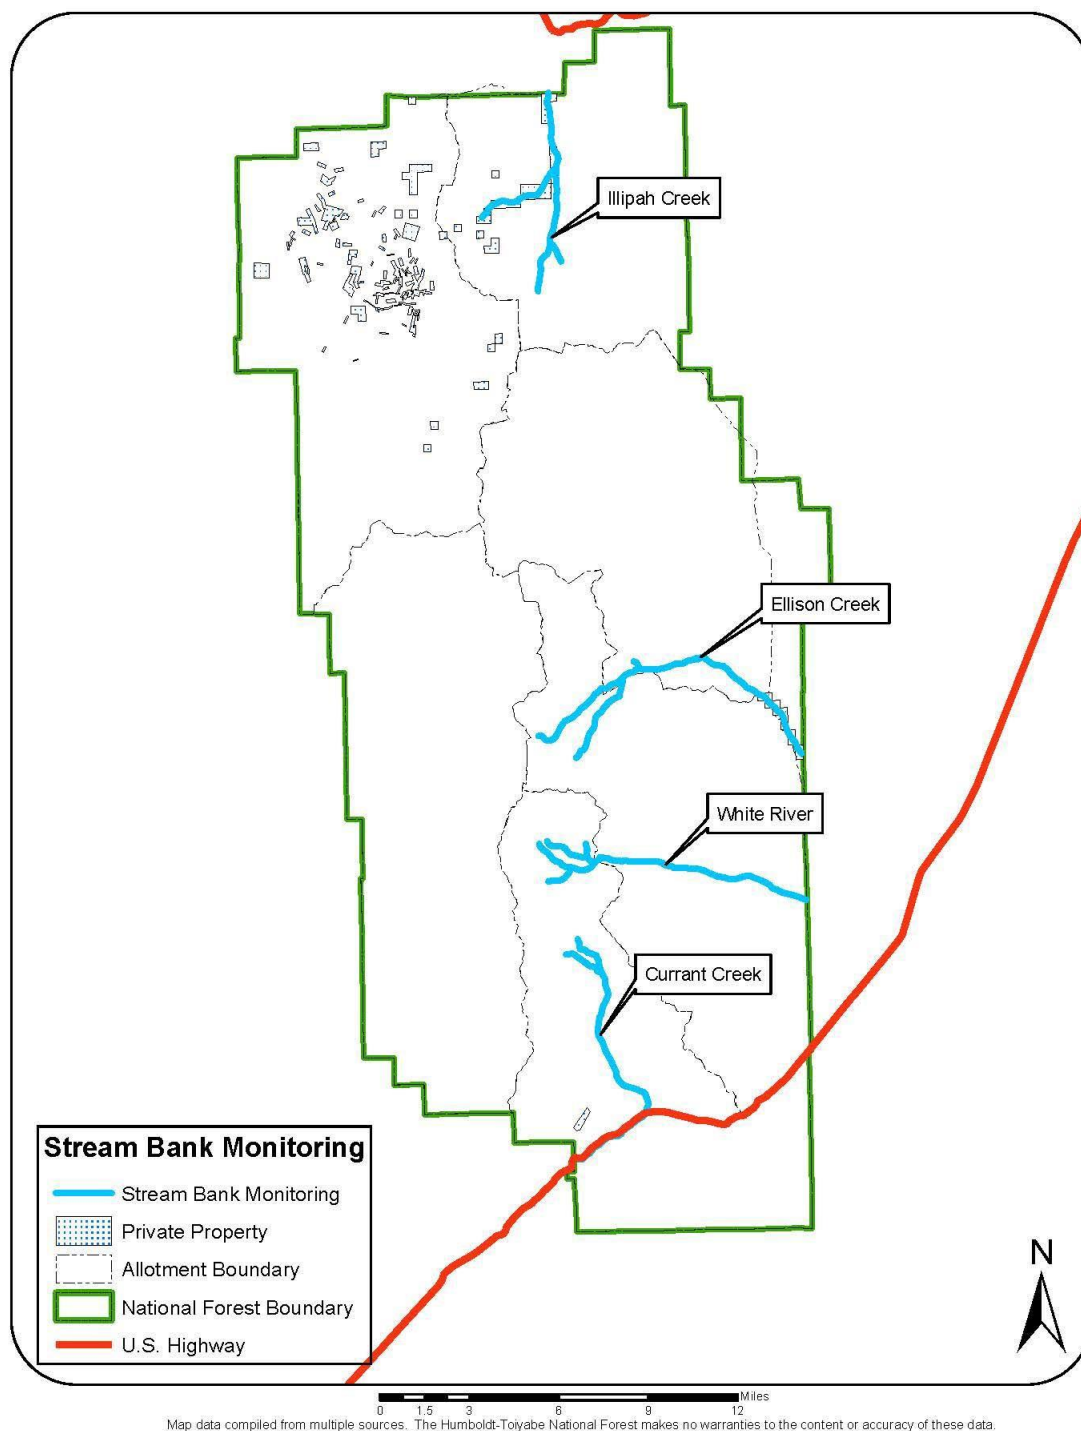 Illipah Creek
Ellison Creek
White River
Currant Creek
Stream Bank Monitoring
Stream Bank Monitoring
Private Property
Allotment Boundary
National Forest Boundary
U.S. Highway
N
Miles
0 1.5 3 6 9 12
Map data compiled from multiple sources. The Humboldt-Toiyabe National Forest makes no warranties to the content or accuracy of these data.